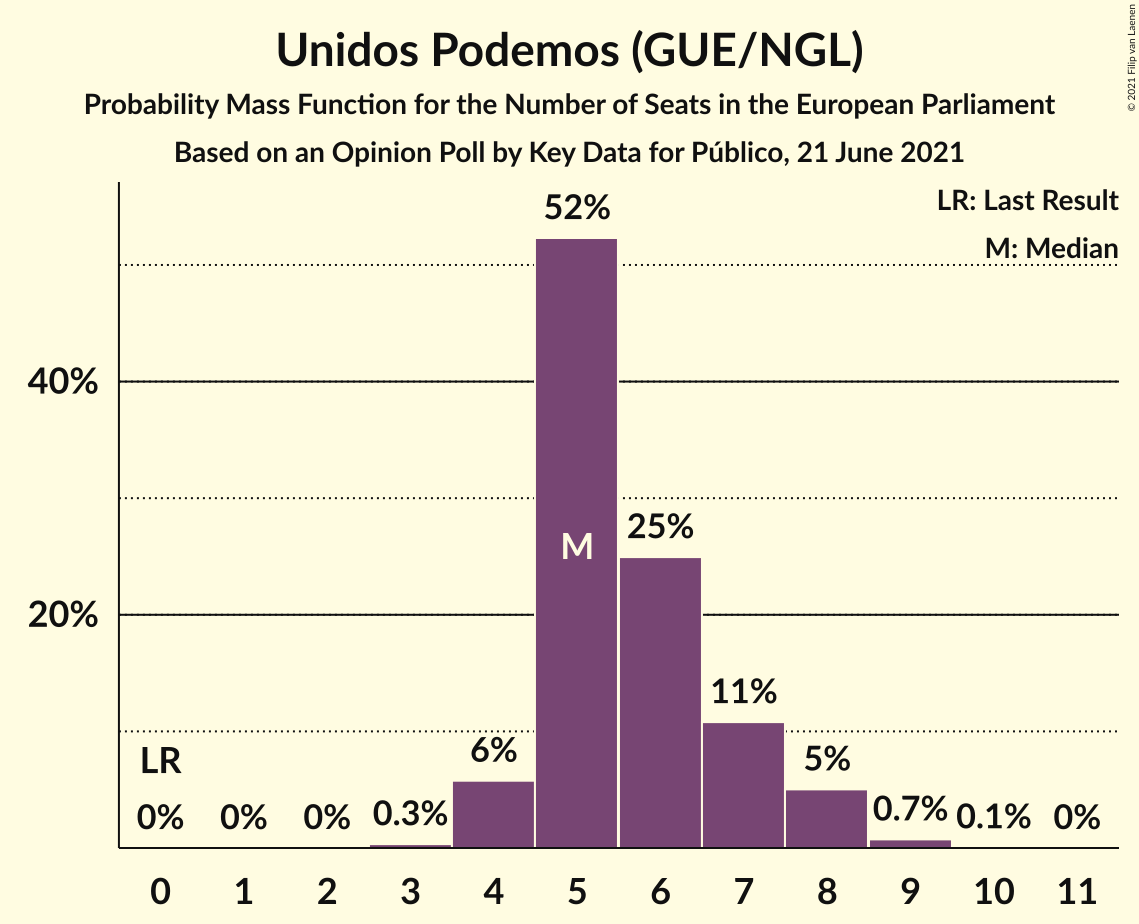 Unidos Podemos (GUE/NGL)
Probability Mass Function for the Number of Seats in the European Parliament
Based on an Opinion Poll by Key Data for Público, 21 June 2021
© 2021 Filip van Laenen
LR: Last Result
M: Median
52%
40%
25%
M
20%
11%
LR
6%
5%
0%
0%
0%
0.3%
0.7%
0.1%
0%
0 1 2 3 4 5 6 7 8 9 10 11